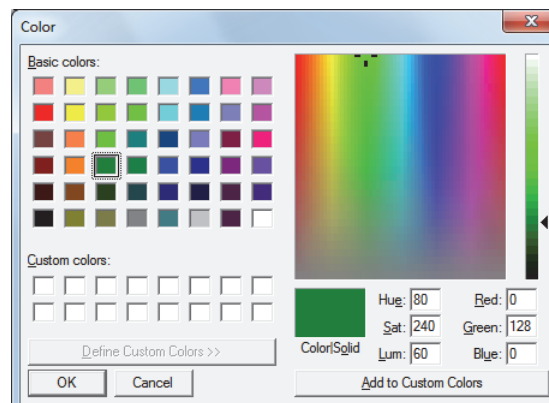 Color
Basic colors:
Custom colors:
Define Custom Colors >>
OK Cancel
Color|Solid
Hue: 80 Red: 0
Sat: 240 Green: 128
Lum: 60 Blue: 0
Add to Custom Colors